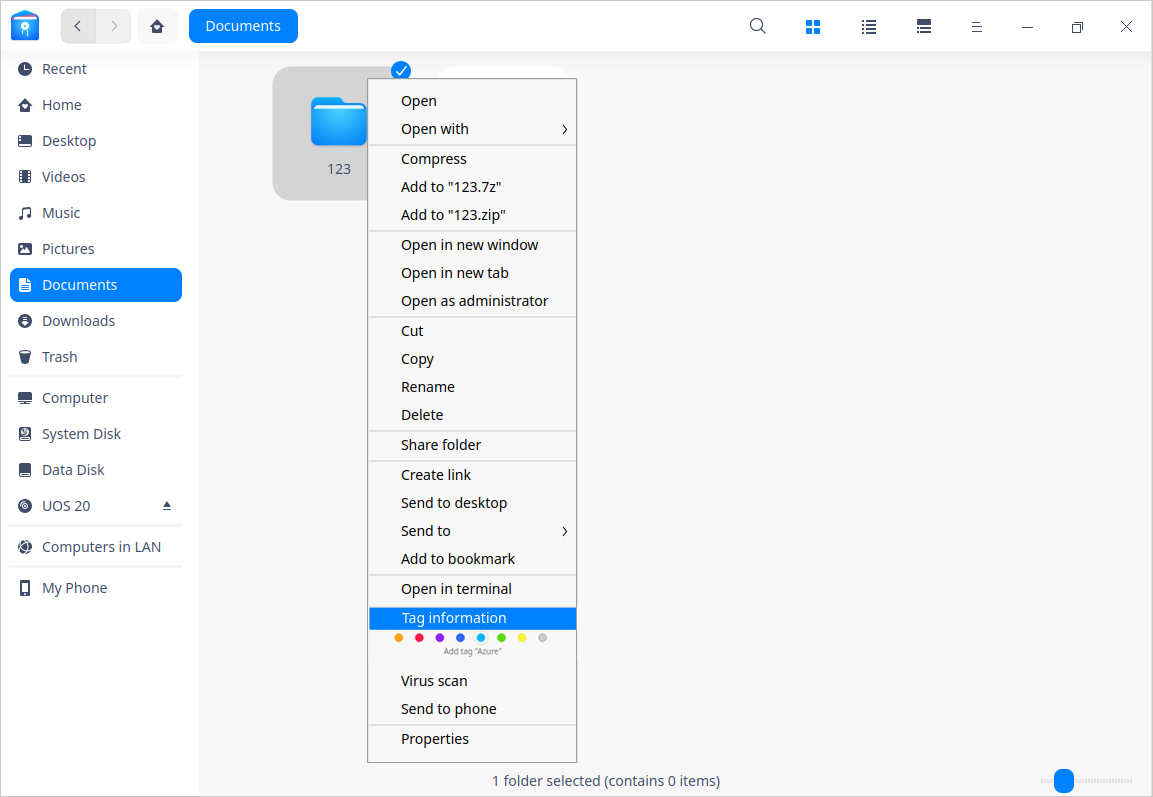 Documents
Recent
Home
Desktop
Videos
Music
Pictures
Documents
Downloads
Trash
Computer
System Disk
Data Disk
UOS 20
Computers in LAN
My Phone
123
Open
Open with
Compress
Add to "123.7z"
Add to "123.zip"
Open in new window
Open in new tab
Open as administrator
Cut
Copy
Rename
Delete
Share folder
Create link
Send to desktop
Send to
Add to bookmark
Open in terminal
Tag information
Add tag "Azure"
Virus scan
Send to phone
Properties
1 folder selected (contains 0 items)